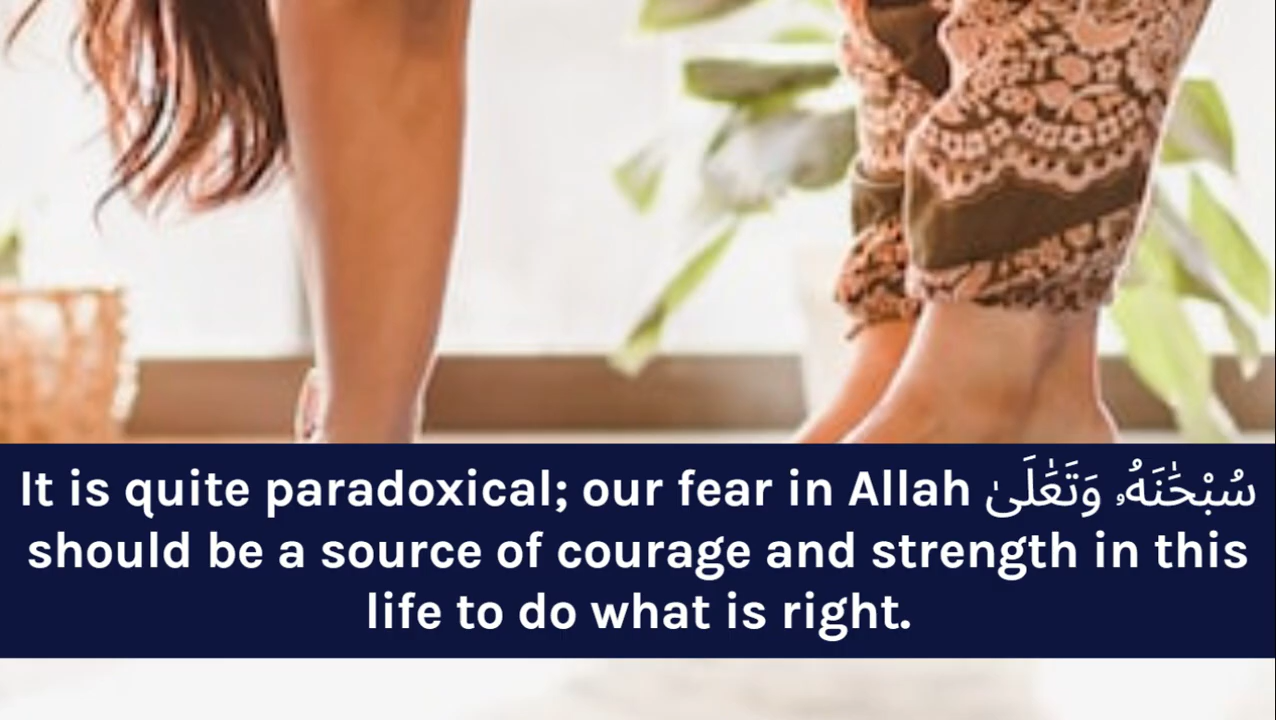 It is quite paradoxical; our fear in Allah سُبْحَٰنَهُۥ وَتَعَٰلَىٰ
should be a source of courage and strength in this
life to do what is right.